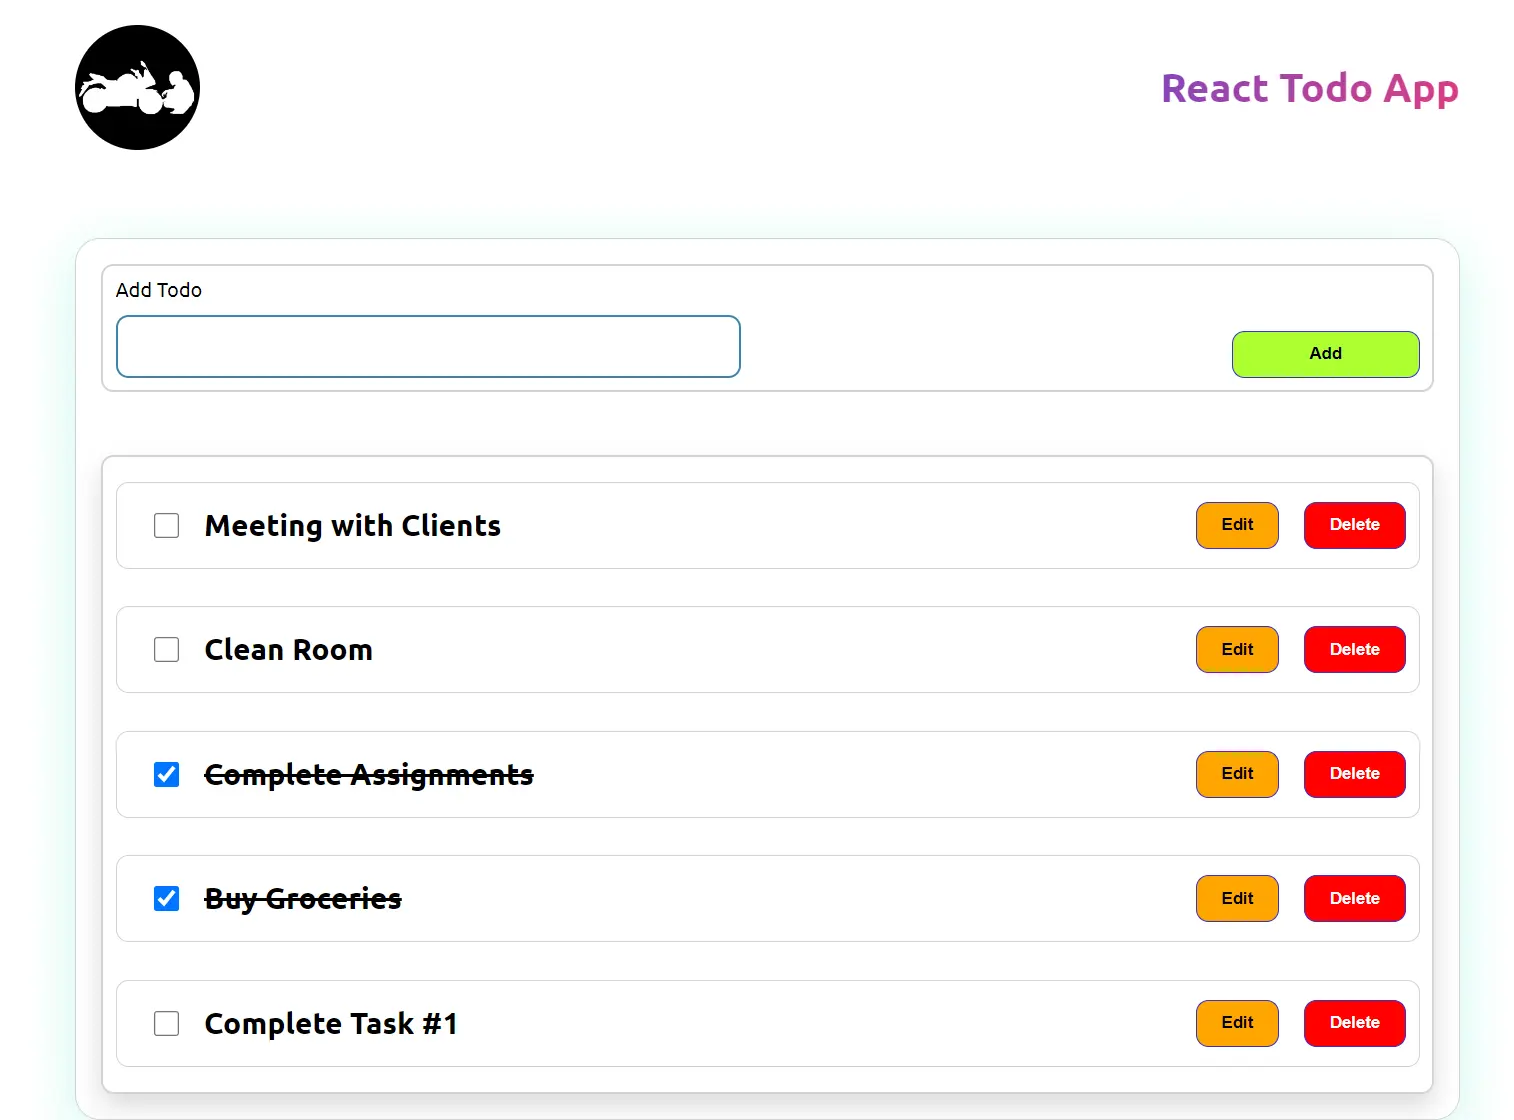 React Todo App
Add Todo
Add
Meeting with Clients
Edit
Delete
Clean Room
Edit
Delete
Complete Assignments
Edit
Delete
Buy Groceries
Edit
Delete
Complete Task #1
Edit
Delete